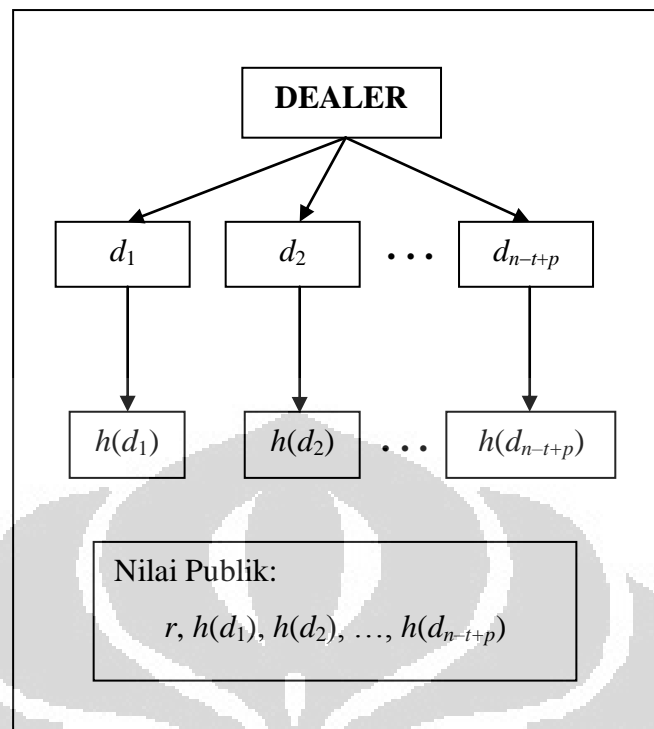 DEALER
d₁ d₂ . . . dₙ₋ₜ₊ₚ
h(d₁) h(d₂) . . . h(dₙ₋ₜ₊ₚ)
Nilai Publik:
r, h(d₁), h(d₂), …, h(dₙ₋ₜ₊ₚ)